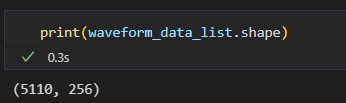 print(waveform_data_list.shape)
0.3s
(5110, 256)